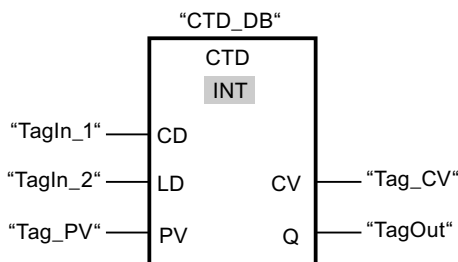 “CTD_DB“
CTD
INT
“TagIn_1“ CD
“TagIn_2“ LD CV “Tag_CV“
“Tag_PV“ PV Q “TagOut“